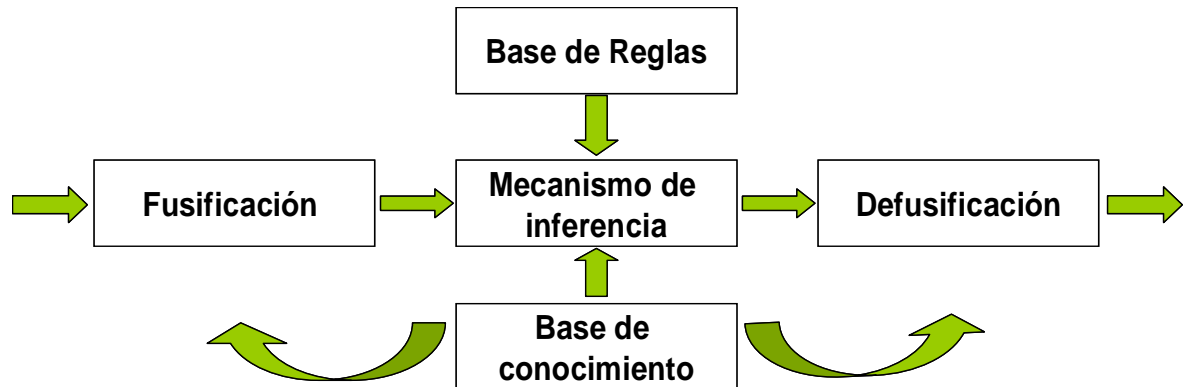 Base de Reglas
Fusificación
Mecanismo de
inferencia
Defusificación
Base de
conocimiento